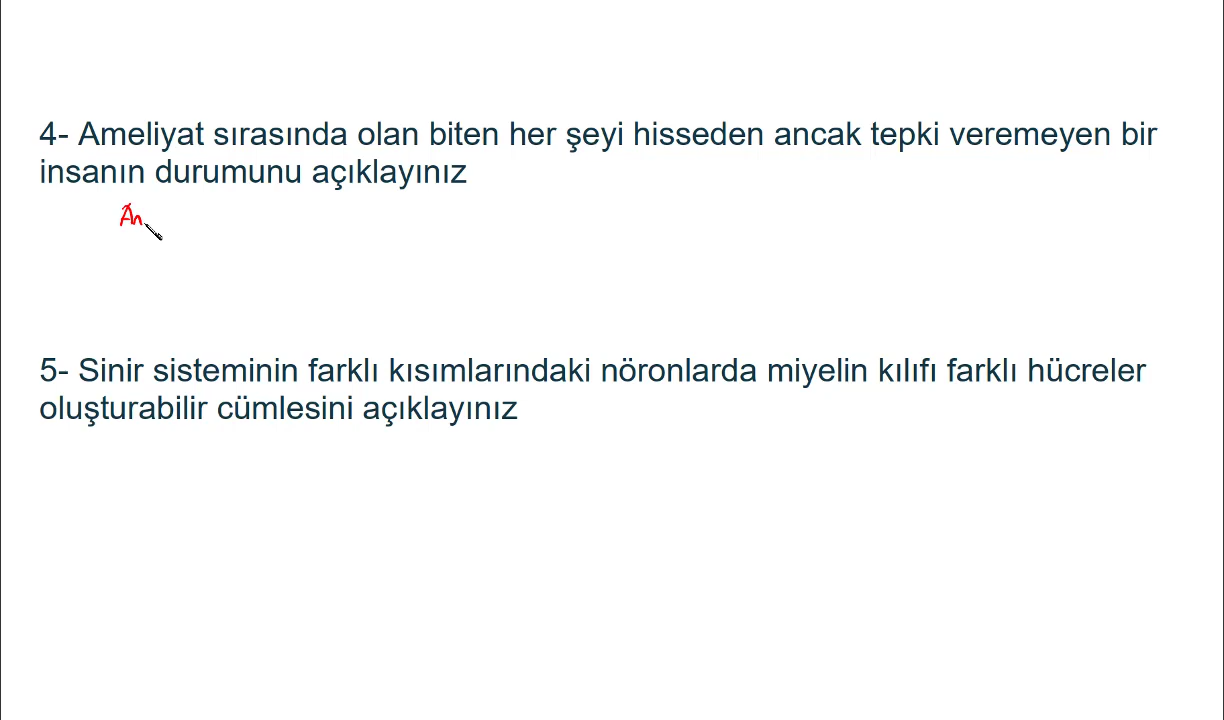 4- Ameliyat sırasında olan biten her şeyi hisseden ancak tepki veremeyen bir
insanın durumunu açıklayınız
An
5- Sinir sisteminin farklı kısımlarındaki nöronlarda miyelin kılıfı farklı hücreler
oluşturabilir cümlesini açıklayınız